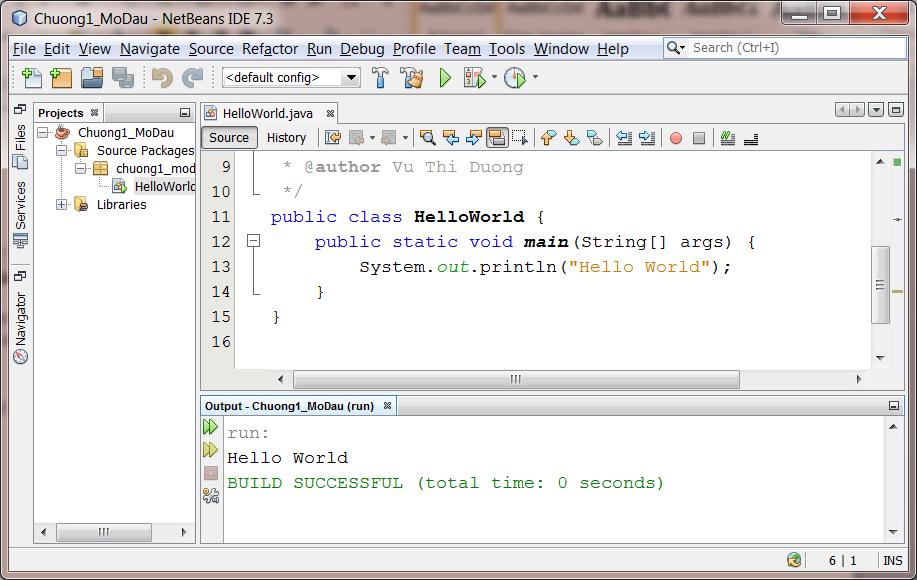 Chuong1_MoDau - NetBeans IDE 7.3
File Edit View Navigate Source Refactor Run Debug Profile Team Tools Window Help
Search (Ctrl+I)
<default config>
Files
Services
Navigator
Projects
Chuong1_MoDau
Source Packages
chuong1_mod
HelloWorld
Libraries
HelloWorld.java
Source History
9 * @author Vu Thi Duong
10 */
11 public class HelloWorld {
12 public static void main(String[] args) {
13 System.out.println("Hello World");
14 }
15 }
16
Output - Chuong1_MoDau (run)
run:
Hello World
BUILD SUCCESSFUL (total time: 0 seconds)
6 | 1 INS